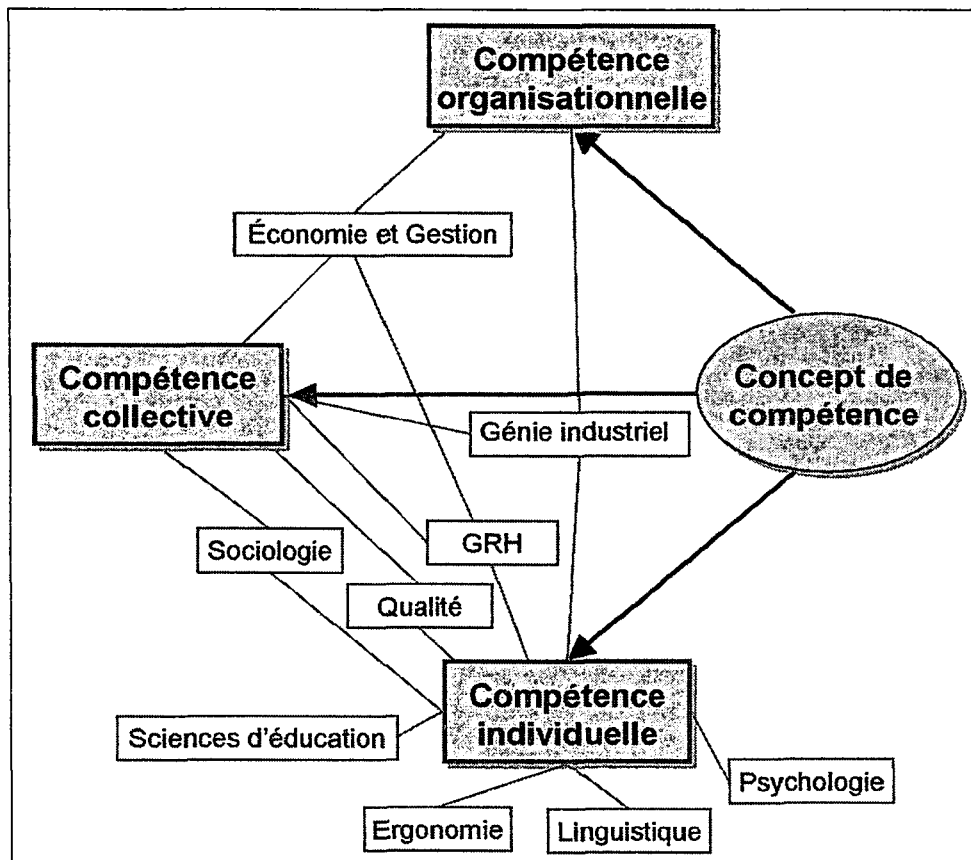 Compétence
organisationnelle
Économie et Gestion
Compétence
collective
Concept de
compétence
Génie industriel
Sociologie
GRH
Qualité
Compétence
individuelle
Sciences d'éducation
Psychologie
Ergonomie
Linguistique